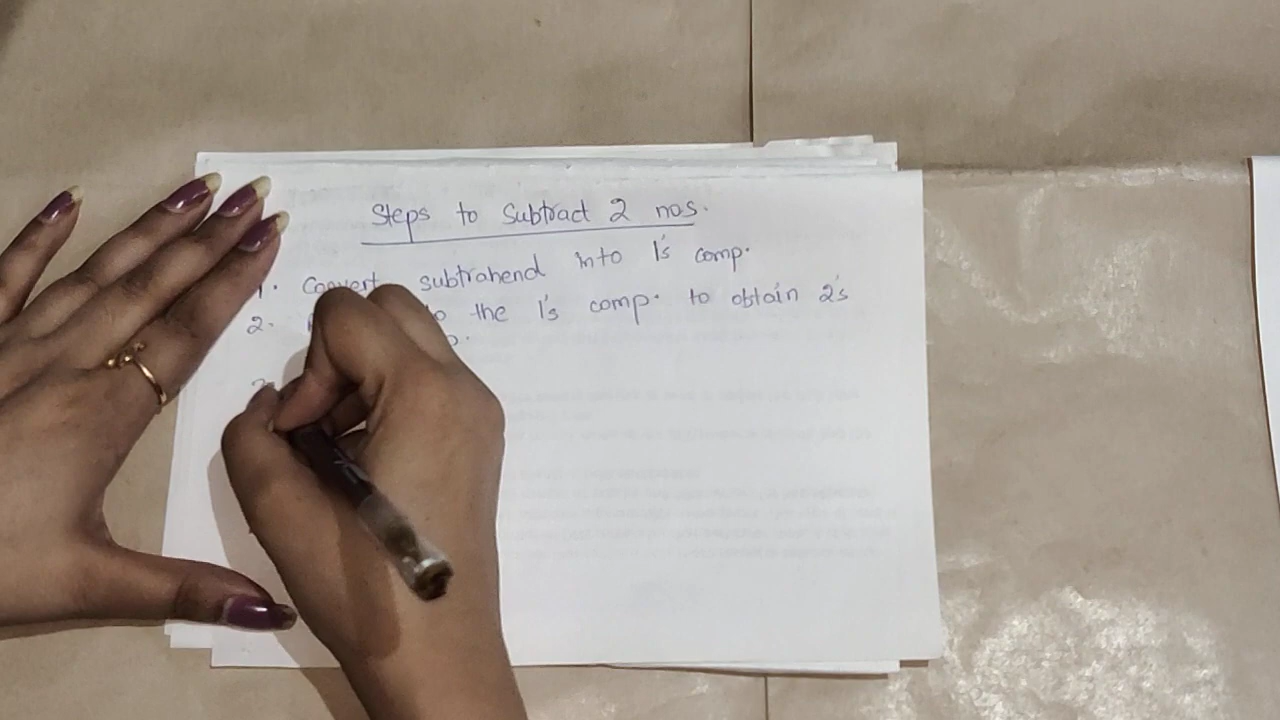 Steps to Subtract 2 nos.
1. Convert subtrahend into 1's comp.
2. the 1's comp. to obtain 2's